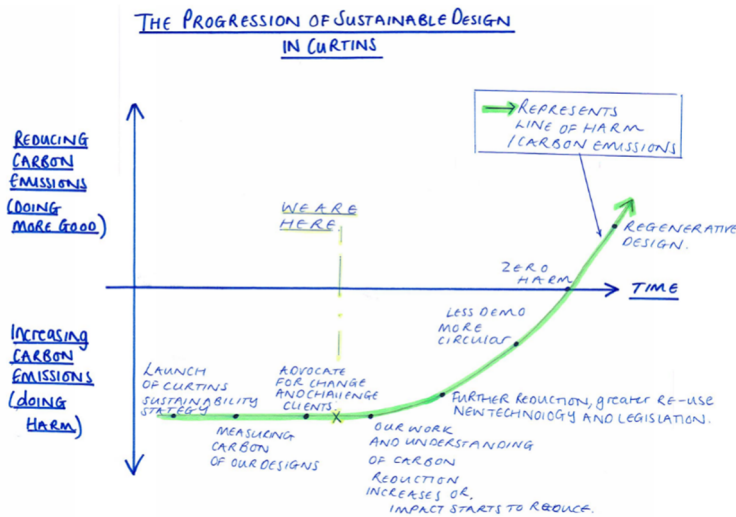 THE PROGRESSION OF SUSTAINABLE DESIGN
IN CURTINS
REPRESENTS
LINE OF HARM
/CARBON EMISSIONS
REDUCING
CARBON
EMISSIONS
(DOING
MORE GOOD)
WE ARE
HERE.
REGENERATIVE
DESIGN.
ZERO
HARM
TIME
LESS DEMO
MORE
CIRCULAR
Increasing
CARBON
EMISSIONS
(DOING
HARM)
LAUNCH
OF CURTINS
SUSTAINABILITY
STATEGY
ADVOCATE
FOR CHANGE
AND CHALLENGE
CLIENTS.
X
FURTHER REDUCTION, greater RE-USE
NEW TECHNOLOGY AND LEGISLATION.
MEASURING
CARBON
OF OUR DESIGNS
OUR WORK
AND UNDERSTANDING
OF CARBON
REDUCTION
INCREASES OR.
IMPACT STARTS TO REDUCE.